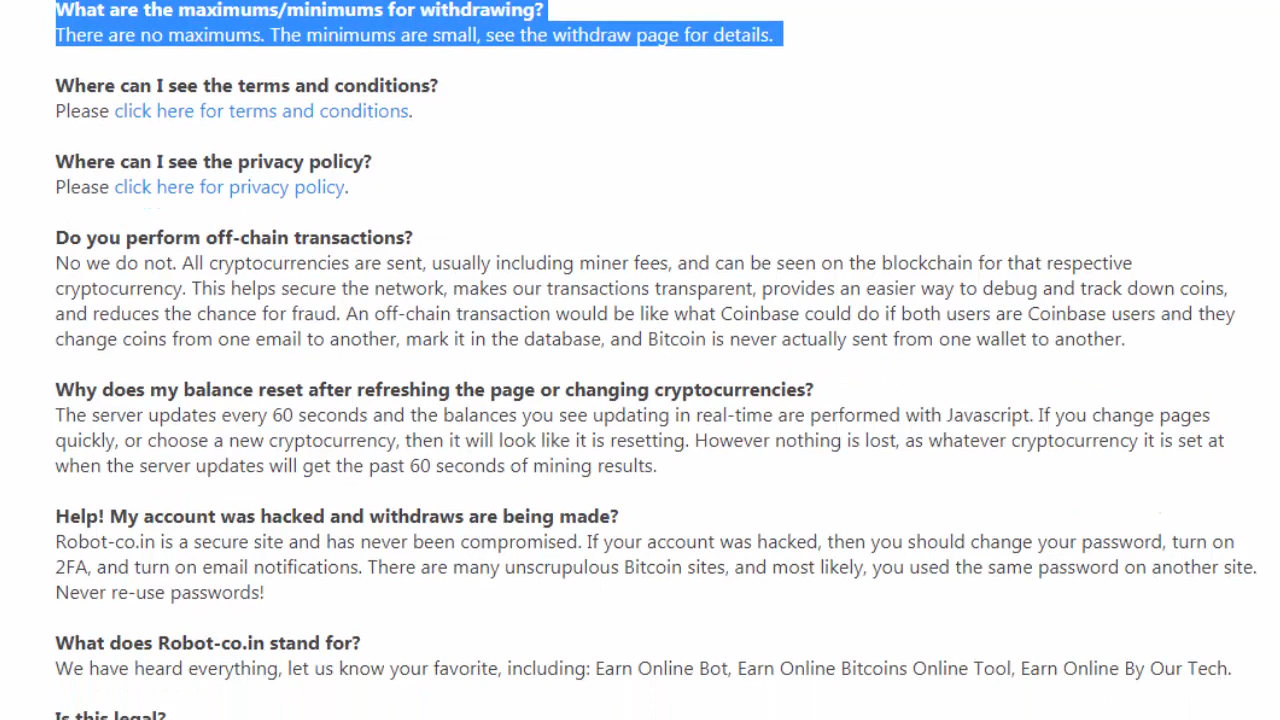 What are the maximums/minimums for withdrawing?
There are no maximums. The minimums are small, see the withdraw page for details.
Where can I see the terms and conditions?
Please click here for terms and conditions.
Where can I see the privacy policy?
Please click here for privacy policy.
Do you perform off-chain transactions?
No we do not. All cryptocurrencies are sent, usually including miner fees, and can be seen on the blockchain for that respective
cryptocurrency. This helps secure the network, makes our transactions transparent, provides an easier way to debug and track down coins,
and reduces the chance for fraud. An off-chain transaction would be like what Coinbase could do if both users are Coinbase users and they
change coins from one email to another, mark it in the database, and Bitcoin is never actually sent from one wallet to another.
Why does my balance reset after refreshing the page or changing cryptocurrencies?
The server updates every 60 seconds and the balances you see updating in real-time are performed with Javascript. If you change pages
quickly, or choose a new cryptocurrency, then it will look like it is resetting. However nothing is lost, as whatever cryptocurrency it is set at
when the server updates will get the past 60 seconds of mining results.
Help! My account was hacked and withdraws are being made?
Robot-co.in is a secure site and has never been compromised. If your account was hacked, then you should change your password, turn on
2FA, and turn on email notifications. There are many unscrupulous Bitcoin sites, and most likely, you used the same password on another site.
Never re-use passwords!
What does Robot-co.in stand for?
We have heard everything, let us know your favorite, including: Earn Online Bot, Earn Online Bitcoins Online Tool, Earn Online By Our Tech.
Is this legal?